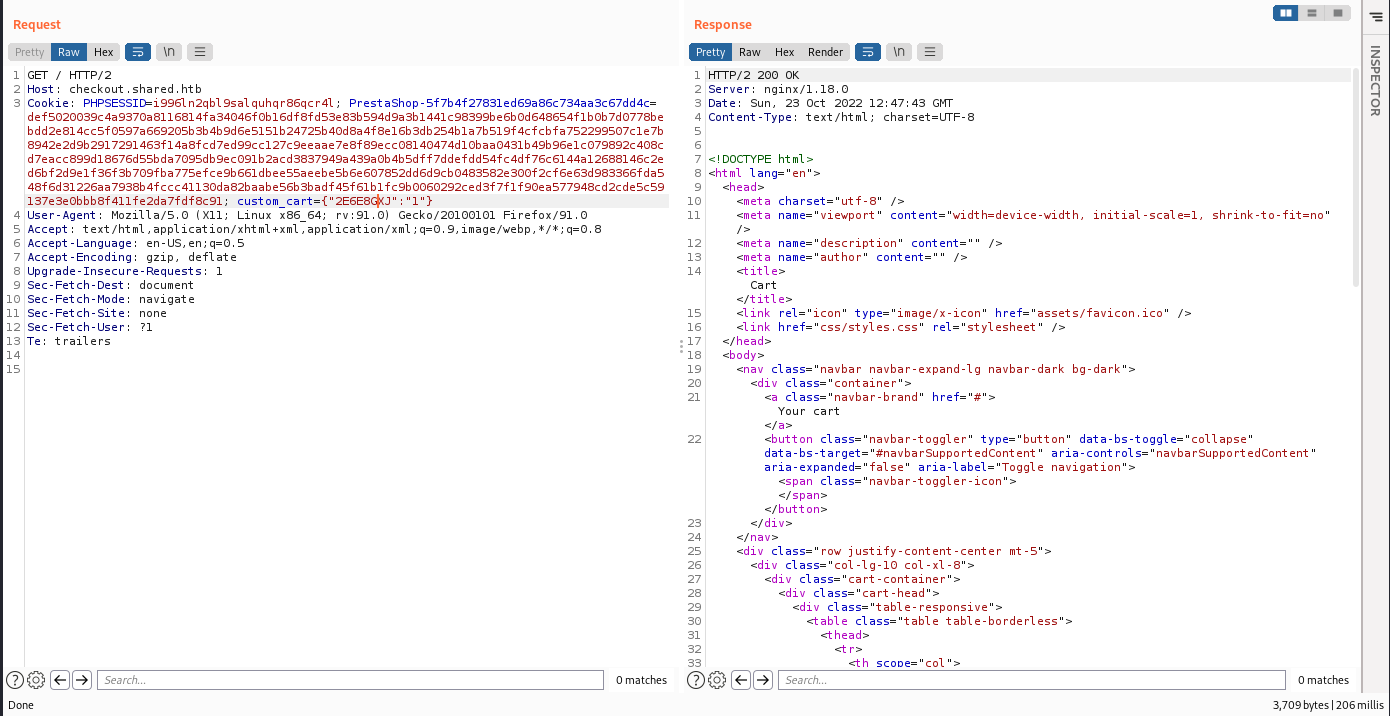 Request
Pretty Raw Hex \n
1 GET / HTTP/2
2 Host: checkout.shared.htb
3 Cookie: PHPSESSID=i996ln2qbl9salquhqr86qcr4l; PrestaShop-5f7b4f27831ed69a86c734aa3c67dd4c=
def5020039c4a9370a8116814fa34046f0b16df8fd53e83b594d9a3b1441c98399be6b0d648654f1b0b7d0778be
bdd2e814cc5f0597a669205b3b4b9d6e5151b24725b40d8a4f8e16b3db254b1a7b519f4cfcbfa752299507c1e7b
8942e2d9b2917291463f14a8fcd7ed99cc127c9eeaae7e8f89ecc08140474d10baa0431b49b96e1c079892c408c
d7eacc899d18676d55bda7095db9ec091b2acd3837949a439a0b4b5dff7ddefdd54fc4df76c6144a12688146c2e
d6bf2d9e1f36f3b709fba775efce9b661dbee55aeebe5b6e607852dd6d9cb0483582e300f2cf6e63d983366fda5
48f6d31226aa7938b4fccc41130da82baabe56b3badf45f61b1fc9b0060292ced3f7f1f90ea577948cd2cde5c59
137e3e0bbb8f411fe2da7fdf8c91; custom_cart={"2E6E8GXJ":"1"}
4 User-Agent: Mozilla/5.0 (X11; Linux x86_64; rv:91.0) Gecko/20100101 Firefox/91.0
5 Accept: text/html,application/xhtml+xml,application/xml;q=0.9,image/webp,*/*;q=0.8
6 Accept-Language: en-US,en;q=0.5
7 Accept-Encoding: gzip, deflate
8 Upgrade-Insecure-Requests: 1
9 Sec-Fetch-Dest: document
10 Sec-Fetch-Mode: navigate
11 Sec-Fetch-Site: none
12 Sec-Fetch-User: ?1
13 Te: trailers
14
15
Search...
0 matches
Done
Response
Pretty Raw Hex Render \n
1 HTTP/2 200 OK
2 Server: nginx/1.18.0
3 Date: Sun, 23 Oct 2022 12:47:43 GMT
4 Content-Type: text/html; charset=UTF-8
5
6
7 <!DOCTYPE html>
8 <html lang="en">
9 <head>
10 <meta charset="utf-8" />
11 <meta name="viewport" content="width=device-width, initial-scale=1, shrink-to-fit=no"
/>
12 <meta name="description" content="" />
13 <meta name="author" content="" />
14 <title>
Cart
</title>
15 <link rel="icon" type="image/x-icon" href="assets/favicon.ico" />
16 <link href="css/styles.css" rel="stylesheet" />
17 </head>
18 <body>
19 <nav class="navbar navbar-expand-lg navbar-dark bg-dark">
20 <div class="container">
21 <a class="navbar-brand" href="#">
Your cart
</a>
22 <button class="navbar-toggler" type="button" data-bs-toggle="collapse"
data-bs-target="#navbarSupportedContent" aria-controls="navbarSupportedContent"
aria-expanded="false" aria-label="Toggle navigation">
<span class="navbar-toggler-icon">
</span>
</button>
23 </div>
24 </nav>
25 <div class="row justify-content-center mt-5">
26 <div class="col-lg-10 col-xl-8">
27 <div class="cart-container">
28 <div class="cart-head">
29 <div class="table-responsive">
30 <table class="table table-borderless">
31 <thead>
32 <tr>
33 <th scope="col">
Search...
0 matches
3,709 bytes | 206 millis
INSPECTOR